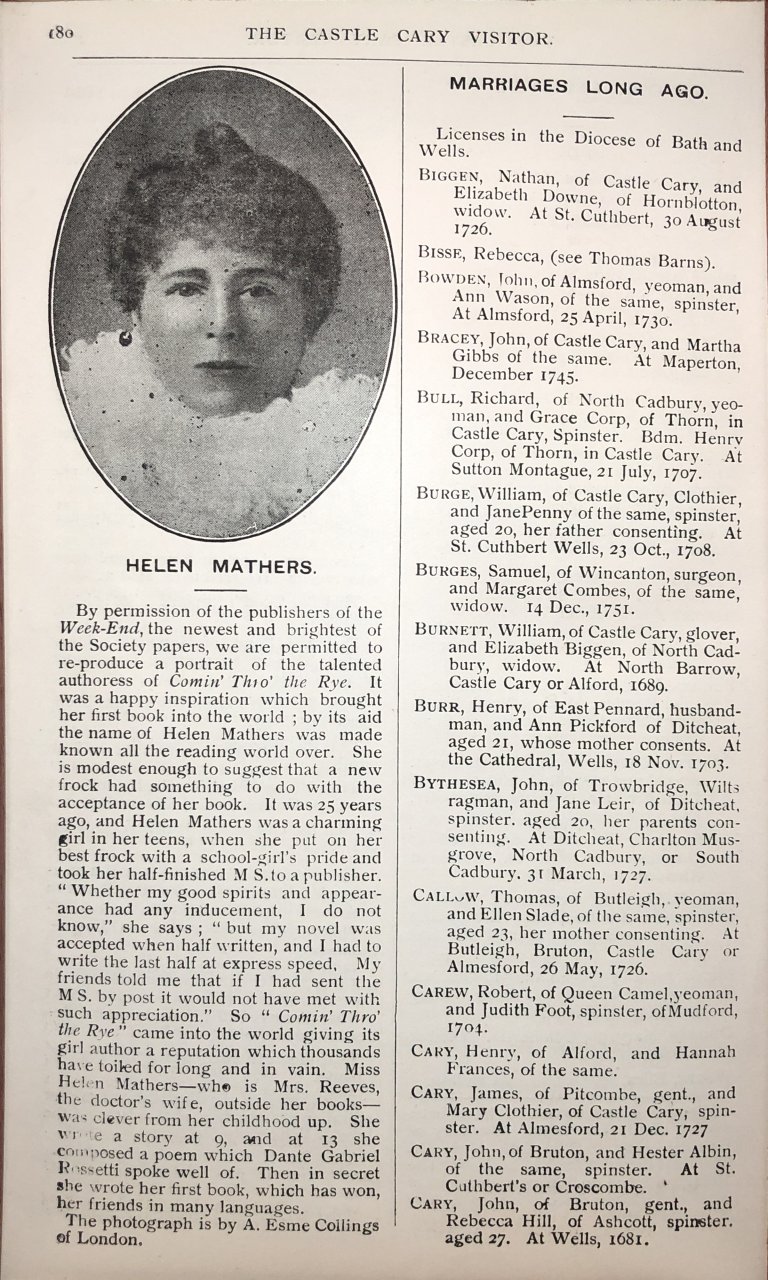 180
THE CASTLE CARY VISITOR.
HELEN MATHERS.
By permission of the publishers of the
Week-End, the newest and brightest of
the Society papers, we are permitted to
re-produce a portrait of the talented
authoress of Comin' Thro' the Rye. It
was a happy inspiration which brought
her first book into the world ; by its aid
the name of Helen Mathers was made
known all the reading world over. She
is modest enough to suggest that a new
frock had something to do with the
acceptance of her book. It was 25 years
ago, and Helen Mathers was a charming
girl in her teens, when she put on her
best frock with a school-girl's pride and
took her half-finished M S. to a publisher.
“ Whether my good spirits and appear-
ance had any inducement, I do not
know,” she says ; “ but my novel was
accepted when half written, and I had to
write the last half at express speed, My
friends told me that if I had sent the
M S. by post it would not have met with
such appreciation.” So “ Comin' Thro'
the Rye ” came into the world giving its
girl author a reputation which thousands
have toiled for long and in vain. Miss
Helen Mathers—who is Mrs. Reeves,
the doctor's wife, outside her books—
was clever from her childhood up. She
wrote a story at 9, and at 13 she
composed a poem which Dante Gabriel
Rossetti spoke well of. Then in secret
she wrote her first book, which has won,
her friends in many languages.
The photograph is by A. Esme Collings
of London.
MARRIAGES LONG AGO.
Licenses in the Diocese of Bath and
Wells.
BIGGEN, Nathan, of Castle Cary, and
Elizabeth Downe, of Hornblotton,
widow. At St. Cuthbert, 30 August
1726.
BISSE, Rebecca, (see Thomas Barns).
BOWDEN, John, of Almsford, yeoman, and
Ann Wason, of the same, spinster,
At Almsford, 25 April, 1730.
BRACEY, John, of Castle Cary, and Martha
Gibbs of the same. At Maperton,
December 1745.
BULL, Richard, of North Cadbury, yeo-
man, and Grace Corp, of Thorn, in
Castle Cary, Spinster. Bdm. Henry
Corp, of Thorn, in Castle Cary. At
Sutton Montague, 21 July, 1707.
BURGE, William, of Castle Cary, Clothier,
and Jane Penny of the same, spinster,
aged 20, her father consenting. At
St. Cuthbert Wells, 23 Oct., 1708.
BURGES, Samuel, of Wincanton, surgeon,
and Margaret Combes, of the same,
widow. 14 Dec., 1751.
BURNETT, William, of Castle Cary, glover,
and Elizabeth Biggen, of North Cad-
bury, widow. At North Barrow,
Castle Cary or Alford, 1689.
BURR, Henry, of East Pennard, husband-
man, and Ann Pickford of Ditcheat,
aged 21, whose mother consents. At
the Cathedral, Wells, 18 Nov. 1703.
BYTHESEA, John, of Trowbridge, Wilts
ragman, and Jane Leir, of Ditcheat,
spinster. aged 20, her parents con-
senting. At Ditcheat, Charlton Mus-
grove, North Cadbury, or South
Cadbury. 31 March, 1727.
CALLOW, Thomas, of Butleigh, yeoman,
and Ellen Slade, of the same, spinster,
aged 23, her mother consenting. At
Butleigh, Bruton, Castle Cary or
Almesford, 26 May, 1726.
CAREW, Robert, of Queen Camel, yeoman,
and Judith Foot, spinster, of Mudford,
1704.
CARY, Henry, of Alford, and Hannah
Frances, of the same.
CARY, James, of Pitcombe, gent., and
Mary Clothier, of Castle Cary, spin-
ster. At Almesford, 21 Dec. 1727
CARY, John, of Bruton, and Hester Albin,
of the same, spinster. At St.
Cuthbert's or Croscombe.
CARY, John, of Bruton, gent., and
Rebecca Hill, of Ashcott, spinster.
aged 27. At Wells, 1681.